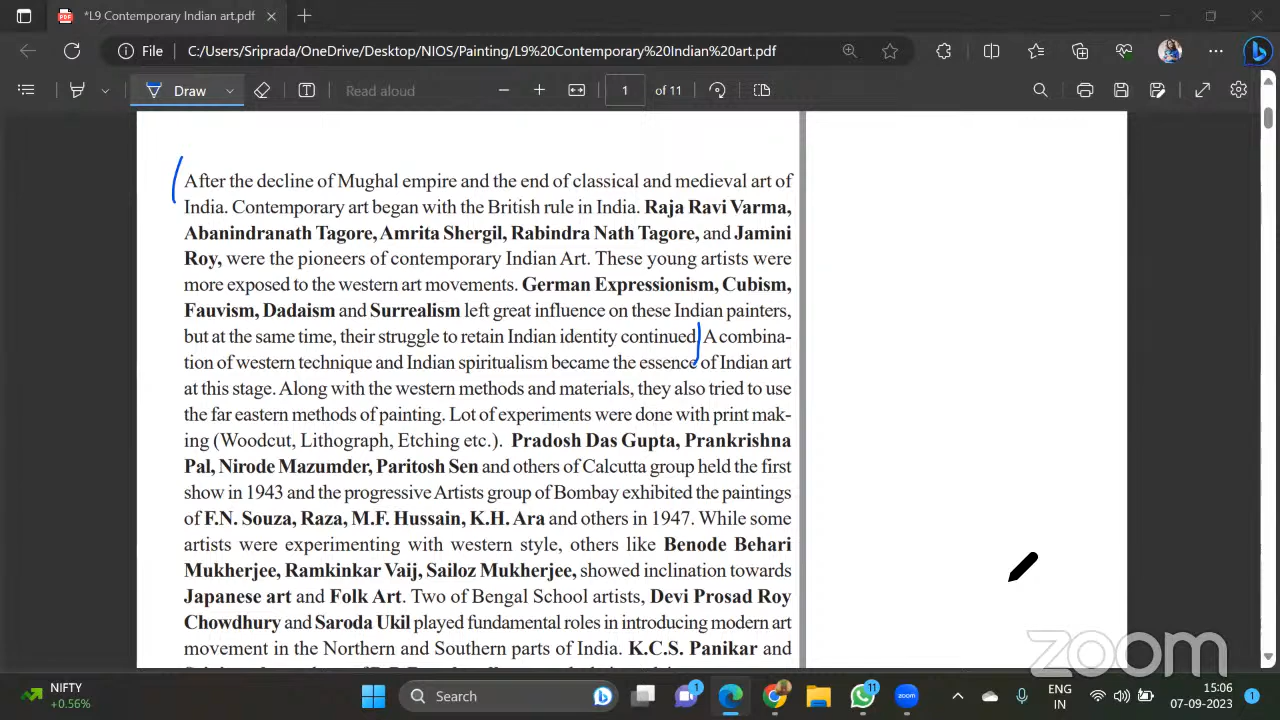 *L9 Contemporary Indian art.pdf
File
C:/Users/Sriprada/OneDrive/Desktop/NIOS/Painting/L9%20Contemporary%20Indian%20art.pdf
Draw
Read aloud
1 of 11
After the decline of Mughal empire and the end of classical and medieval art of
India. Contemporary art began with the British rule in India. Raja Ravi Varma,
Abanindranath Tagore, Amrita Shergil, Rabindra Nath Tagore, and Jamini
Roy, were the pioneers of contemporary Indian Art. These young artists were
more exposed to the western art movements. German Expressionism, Cubism,
Fauvism, Dadaism and Surrealism left great influence on these Indian painters,
but at the same time, their struggle to retain Indian identity continued. A combina-
tion of western technique and Indian spiritualism became the essence of Indian art
at this stage. Along with the western methods and materials, they also tried to use
the far eastern methods of painting. Lot of experiments were done with print mak-
ing (Woodcut, Lithograph, Etching etc.). Pradosh Das Gupta, Prankrishna
Pal, Nirode Mazumder, Paritosh Sen and others of Calcutta group held the first
show in 1943 and the progressive Artists group of Bombay exhibited the paintings
of F.N. Souza, Raza, M.F. Hussain, K.H. Ara and others in 1947. While some
artists were experimenting with western style, others like Benode Behari
Mukherjee, Ramkinkar Vaij, Sailoz Mukherjee, showed inclination towards
Japanese art and Folk Art. Two of Bengal School artists, Devi Prosad Roy
Chowdhury and Saroda Ukil played fundamental roles in introducing modern art
movement in the Northern and Southern parts of India. K.C.S. Panikar and
zoom
NIFTY
+0.56%
Search
1
11
zoom
ENG
IN
15:06
07-09-2023
1